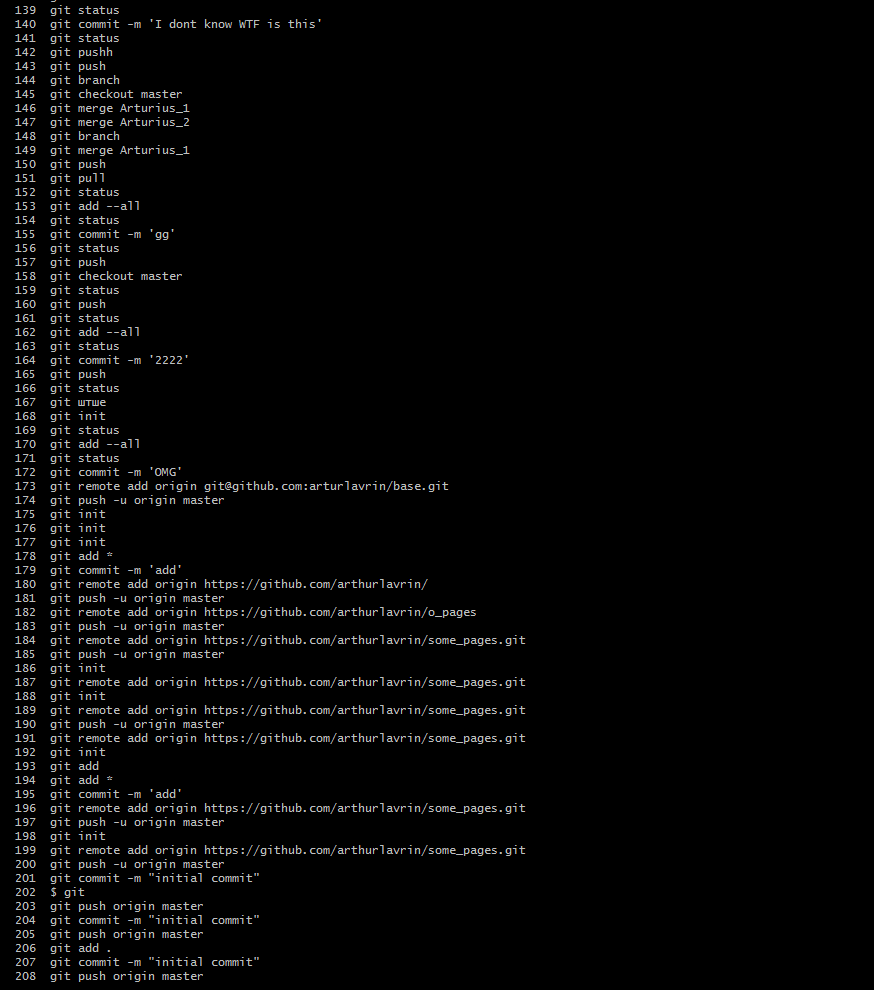 139 git status
140 git commit -m 'I dont know WTF is this'
141 git status
142 git pushh
143 git push
144 git branch
145 git checkout master
146 git merge Arturius_1
147 git merge Arturius_2
148 git branch
149 git merge Arturius_1
150 git push
151 git pull
152 git status
153 git add --all
154 git status
155 git commit -m 'gg'
156 git status
157 git push
158 git checkout master
159 git status
160 git push
161 git status
162 git add --all
163 git status
164 git commit -m '2222'
165 git push
166 git status
167 git штше
168 git init
169 git status
170 git add --all
171 git status
172 git commit -m 'OMG'
173 git remote add origin git@github.com:arturlavrin/base.git
174 git push -u origin master
175 git init
176 git init
177 git init
178 git add *
179 git commit -m 'add'
180 git remote add origin https://github.com/arthurlavrin/
181 git push -u origin master
182 git remote add origin https://github.com/arthurlavrin/o_pages
183 git push -u origin master
184 git remote add origin https://github.com/arthurlavrin/some_pages.git
185 git push -u origin master
186 git init
187 git remote add origin https://github.com/arthurlavrin/some_pages.git
188 git init
189 git remote add origin https://github.com/arthurlavrin/some_pages.git
190 git push -u origin master
191 git remote add origin https://github.com/arthurlavrin/some_pages.git
192 git init
193 git add
194 git add *
195 git commit -m 'add'
196 git remote add origin https://github.com/arthurlavrin/some_pages.git
197 git push -u origin master
198 git init
199 git remote add origin https://github.com/arthurlavrin/some_pages.git
200 git push -u origin master
201 git commit -m "initial commit"
202 $ git
203 git push origin master
204 git commit -m "initial commit"
205 git push origin master
206 git add .
207 git commit -m "initial commit"
208 git push origin master